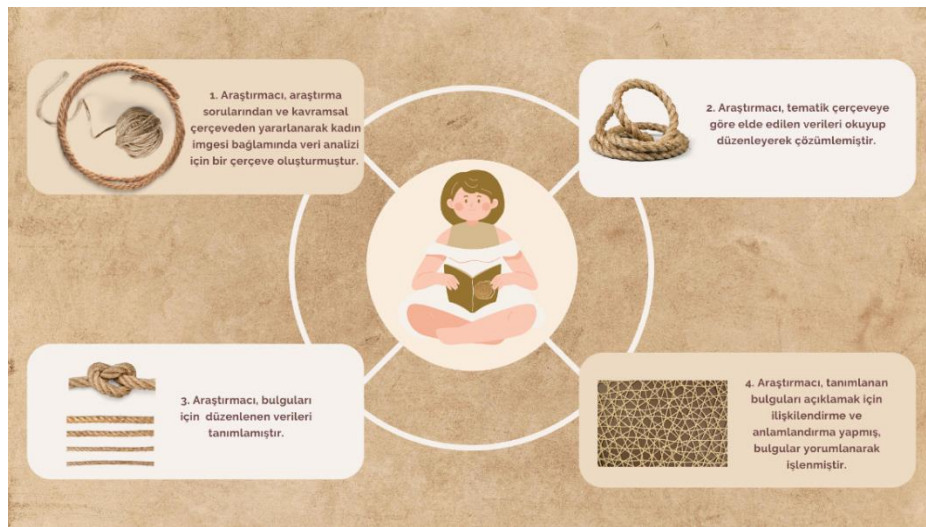 1. Araştırmacı, araştırma
sorularından ve kavramsal
çerçeveden yararlanarak kadın
imgesi bağlamında veri analizi
için bir çerçeve oluşturmuştur.
2. Araştırmacı, tematik çerçeveye
göre elde edilen verileri okuyup
düzenleyerek çözümlemiştir.
3. Araştırmacı, bulguları
için düzenlenen verileri
tanımlamıştır.
4. Araştırmacı, tanımlanan
bulguları açıklamak için
ilişkilendirme ve
anlamlandırma yapmış,
bulgular yorumlanarak
işlenmiştir.